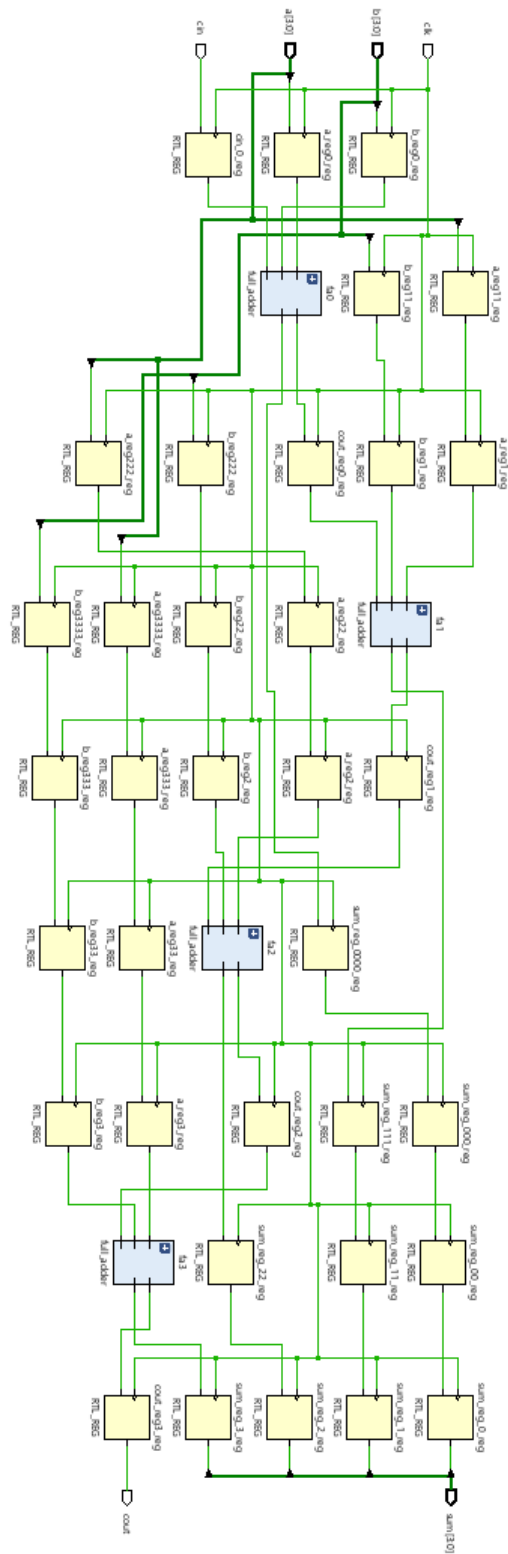 clk
b[3:0]
a[3:0]
cin
b_reg0_reg
RTL_REG
a_reg0_reg
RTL_REG
cin_0_reg
RTL_REG
a_reg11_reg
RTL_REG
b_reg11_reg
RTL_REG
fa0
full_adder
a_reg1_reg
RTL_REG
b_reg1_reg
RTL_REG
cout_reg0_reg
RTL_REG
b_reg222_reg
RTL_REG
a_reg222_reg
RTL_REG
fa1
full_adder
a_reg22_reg
RTL_REG
b_reg22_reg
RTL_REG
a_reg3333_reg
RTL_REG
b_reg3333_reg
RTL_REG
cout_reg1_reg
RTL_REG
a_reg2_reg
RTL_REG
b_reg2_reg
RTL_REG
a_reg333_reg
RTL_REG
b_reg333_reg
RTL_REG
sum_reg_0000_reg
RTL_REG
fa2
full_adder
a_reg33_reg
RTL_REG
b_reg33_reg
RTL_REG
sum_reg_000_reg
RTL_REG
sum_reg_111_reg
RTL_REG
cout_reg2_reg
RTL_REG
a_reg3_reg
RTL_REG
b_reg3_reg
RTL_REG
sum_reg_00_reg
RTL_REG
sum_reg_11_reg
RTL_REG
sum_reg_22_reg
RTL_REG
fa3
full_adder
sum_reg_0_reg
RTL_REG
sum_reg_1_reg
RTL_REG
sum_reg_2_reg
RTL_REG
sum_reg_3_reg
RTL_REG
cout_reg3_reg
RTL_REG
sum[3:0]
cout